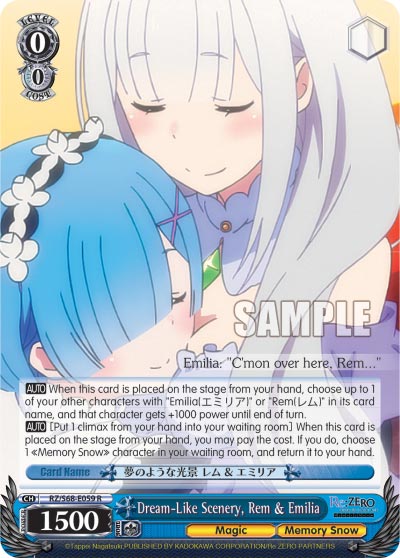 LEVEL
0
0
COST
SAMPLE
Emilia: "C'mon over here, Rem..."
AUTO When this card is placed on the stage from your hand, choose up to 1
of your other characters with "Emilia(エミリア)" or "Rem(レム)" in its card
name, and that character gets +1000 power until end of turn.
AUTO [Put 1 climax from your hand into your waiting room] When this card is
placed on the stage from your hand, you may pay the cost. If you do, choose
1 «Memory Snow» character in your waiting room, and return it to your hand.
Card Name 夢のような光景 レム & エミリア
CH RZ/S68-E059 R
Dream-Like Scenery, Rem & Emilia
Re:ZERO
POWER 1500
Magic Memory Snow
©Tappei Nagatsuki,PUBLISHED BY KADOKAWA CORPORATION/Re:ZERO PARTNERS